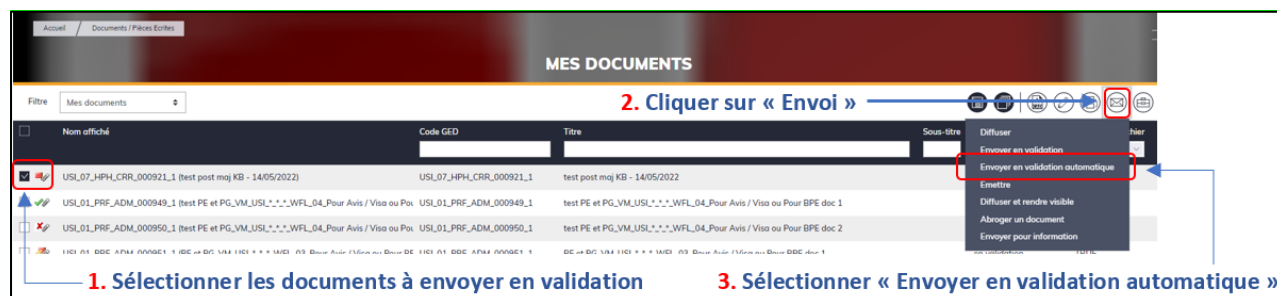 Accueil / Documents / Pièces Ecrites
MES DOCUMENTS
Filtre Mes documents
2. Cliquer sur « Envoi »
Nom affiché Code GED Titre Sous-titre
Diffuser
Envoyer en validation
Envoyer en validation automatique
Emettre
Diffuser et rendre visible
Abroger un document
Envoyer pour information
USI_07_HPH_CRR_000921_1 (test post maj KB - 14/05/2022) USI_07_HPH_CRR_000921_1 test post maj KB - 14/05/2022
USI_01_PRF_ADM_000949_1 (test PE et PG_VM_USI_*_*_*_WFL_04_Pour Avis / Visa ou Pou USI_01_PRF_ADM_000949_1 test PE et PG_VM_USI_*_*_*_WFL_04_Pour Avis / Visa ou Pour BPE doc 1
USI_01_PRF_ADM_000950_1 (test PE et PG_VM_USI_*_*_*_WFL_04_Pour Avis / Visa ou Pou USI_01_PRF_ADM_000950_1 test PE et PG_VM_USI_*_*_*_WFL_04_Pour Avis / Visa ou Pour BPE doc 2
1. Sélectionner les documents à envoyer en validation
3. Sélectionner « Envoyer en validation automatique »